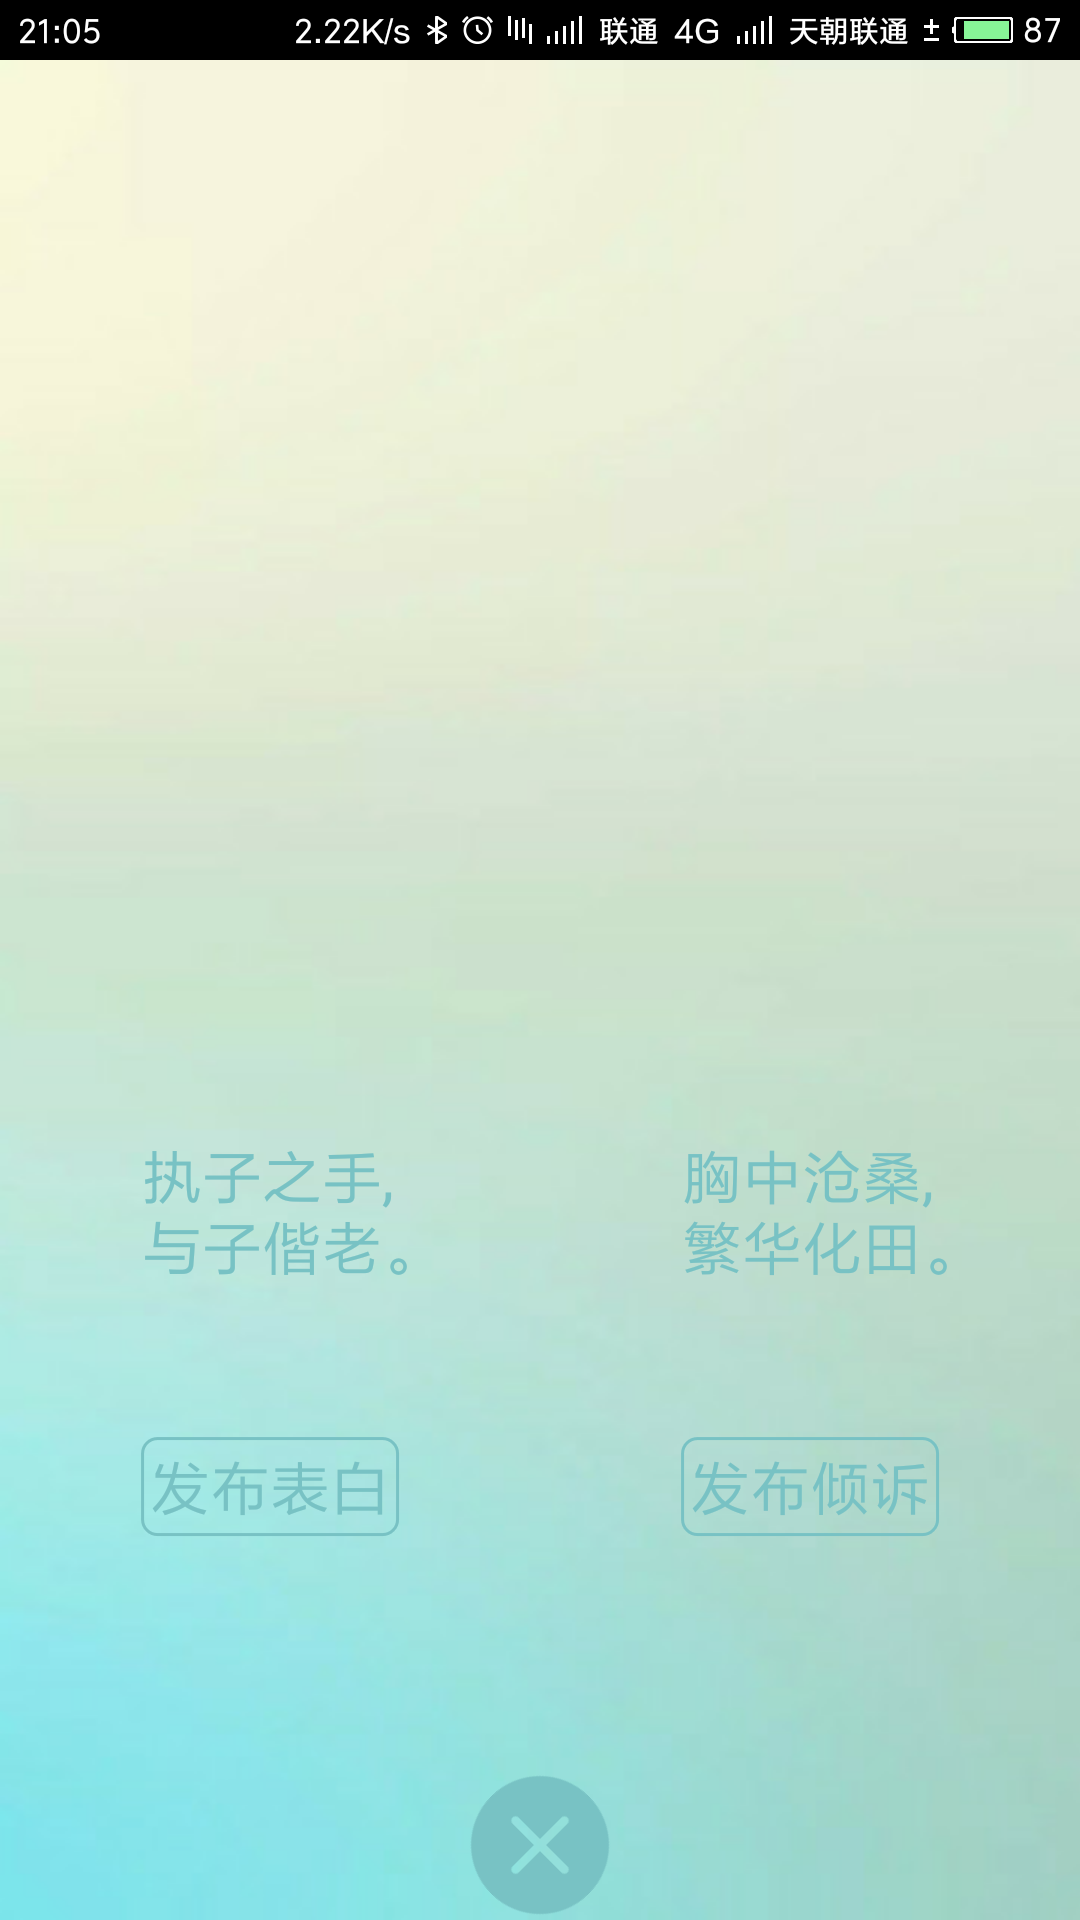 21:05 2.22K/s 联通 4G 天朝联通 ± 87
执子之手,
与子偕老。
胸中沧桑,
繁华化田。
发布表白
发布倾诉